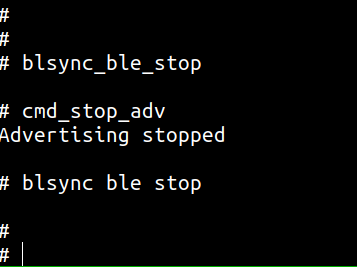 #
#
# blsync_ble_stop
# cmd_stop_adv
Advertising stopped
# blsync ble stop
#
#